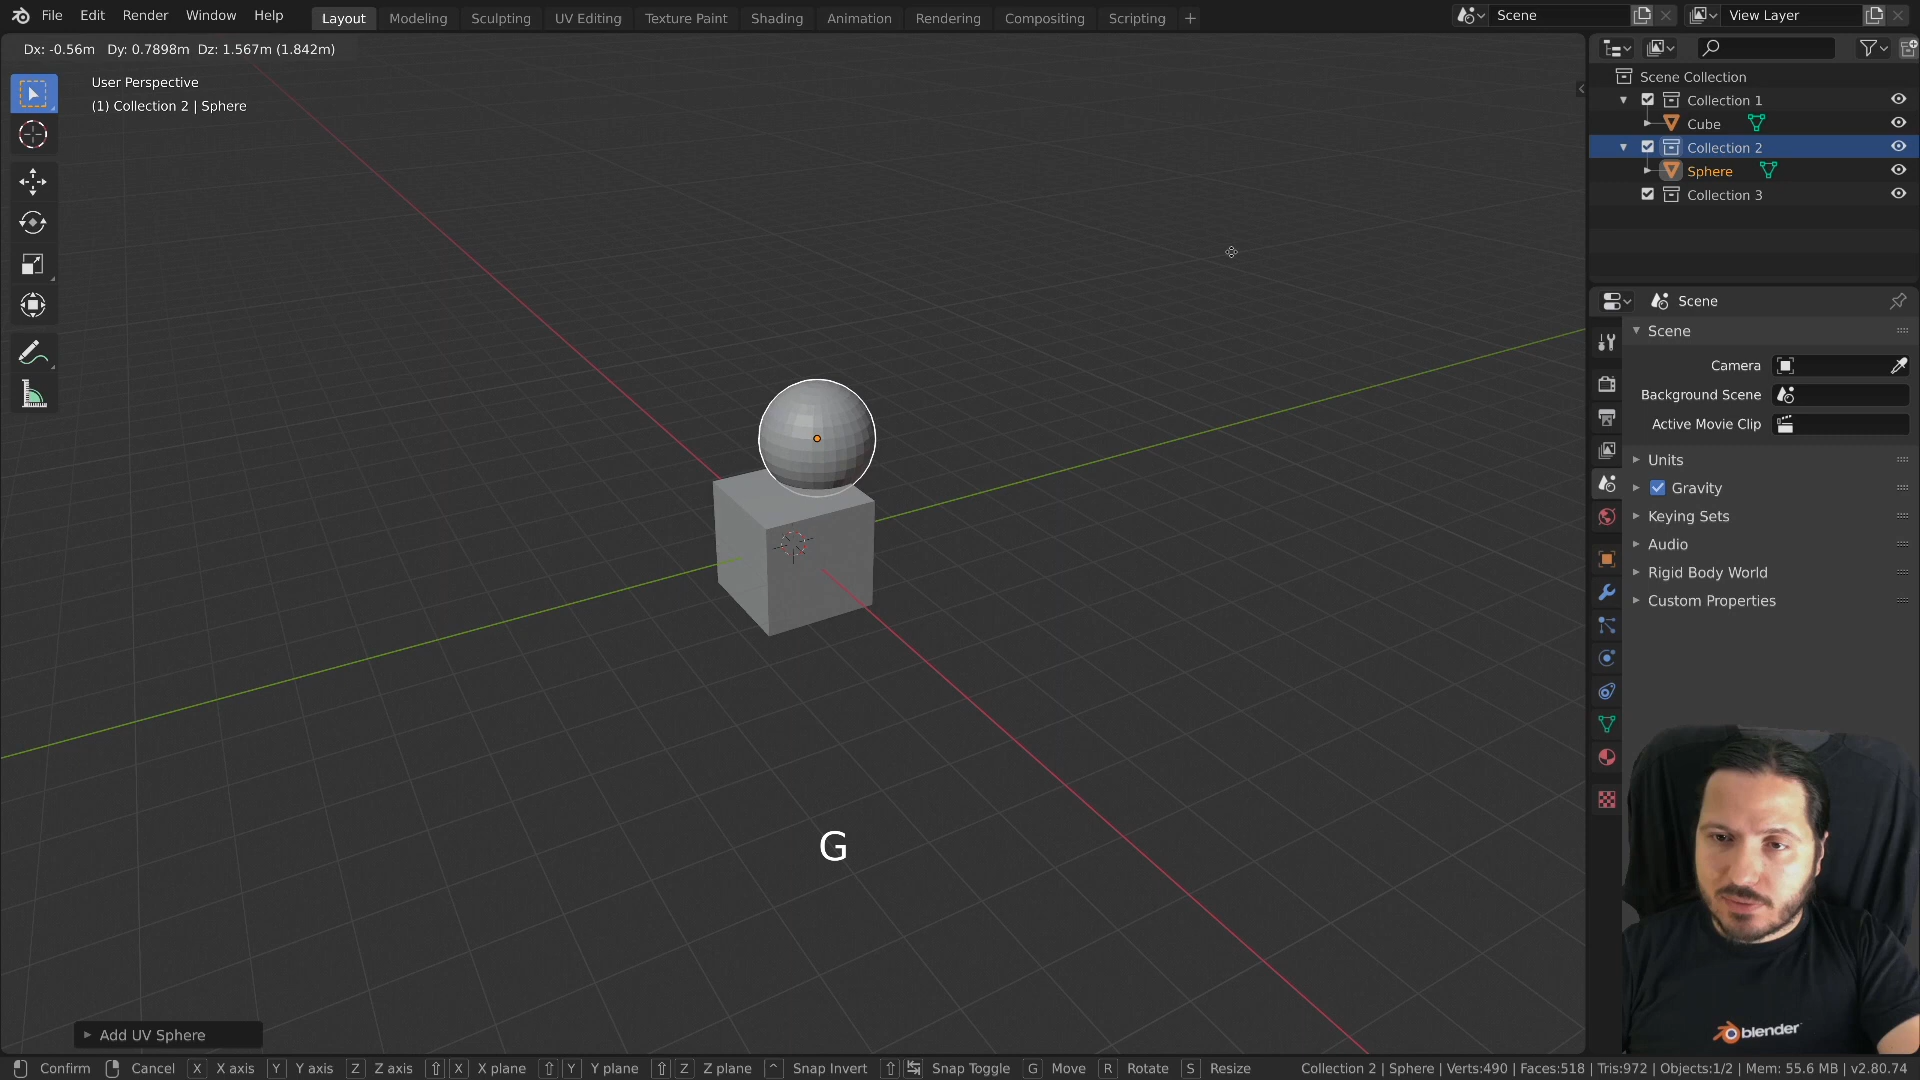 File Edit Render Window Help Layout Modeling Sculpting UV Editing Texture Paint Shading Animation Rendering Compositing Scripting + Scene View Layer
Dx: -0.56m Dy: 0.7898m Dz: 1.567m (1.842m)
User Perspective
(1) Collection 2 | Sphere
Scene Collection
Collection 1
Cube
Collection 2
Sphere
Collection 3
Scene
Scene
Camera
Background Scene
Active Movie Clip
Units
Gravity
Keying Sets
Audio
Rigid Body World
Custom Properties
G
blender
Add UV Sphere
Confirm Cancel X X axis Y Y axis Z Z axis X X plane Y Y plane Z Z plane ^ Snap Invert Snap Toggle G Move R Rotate S Resize Collection 2 | Sphere | Verts:490 | Faces:518 | Tris:972 | Objects:1/2 | Mem: 55.6 MB | v2.80.74